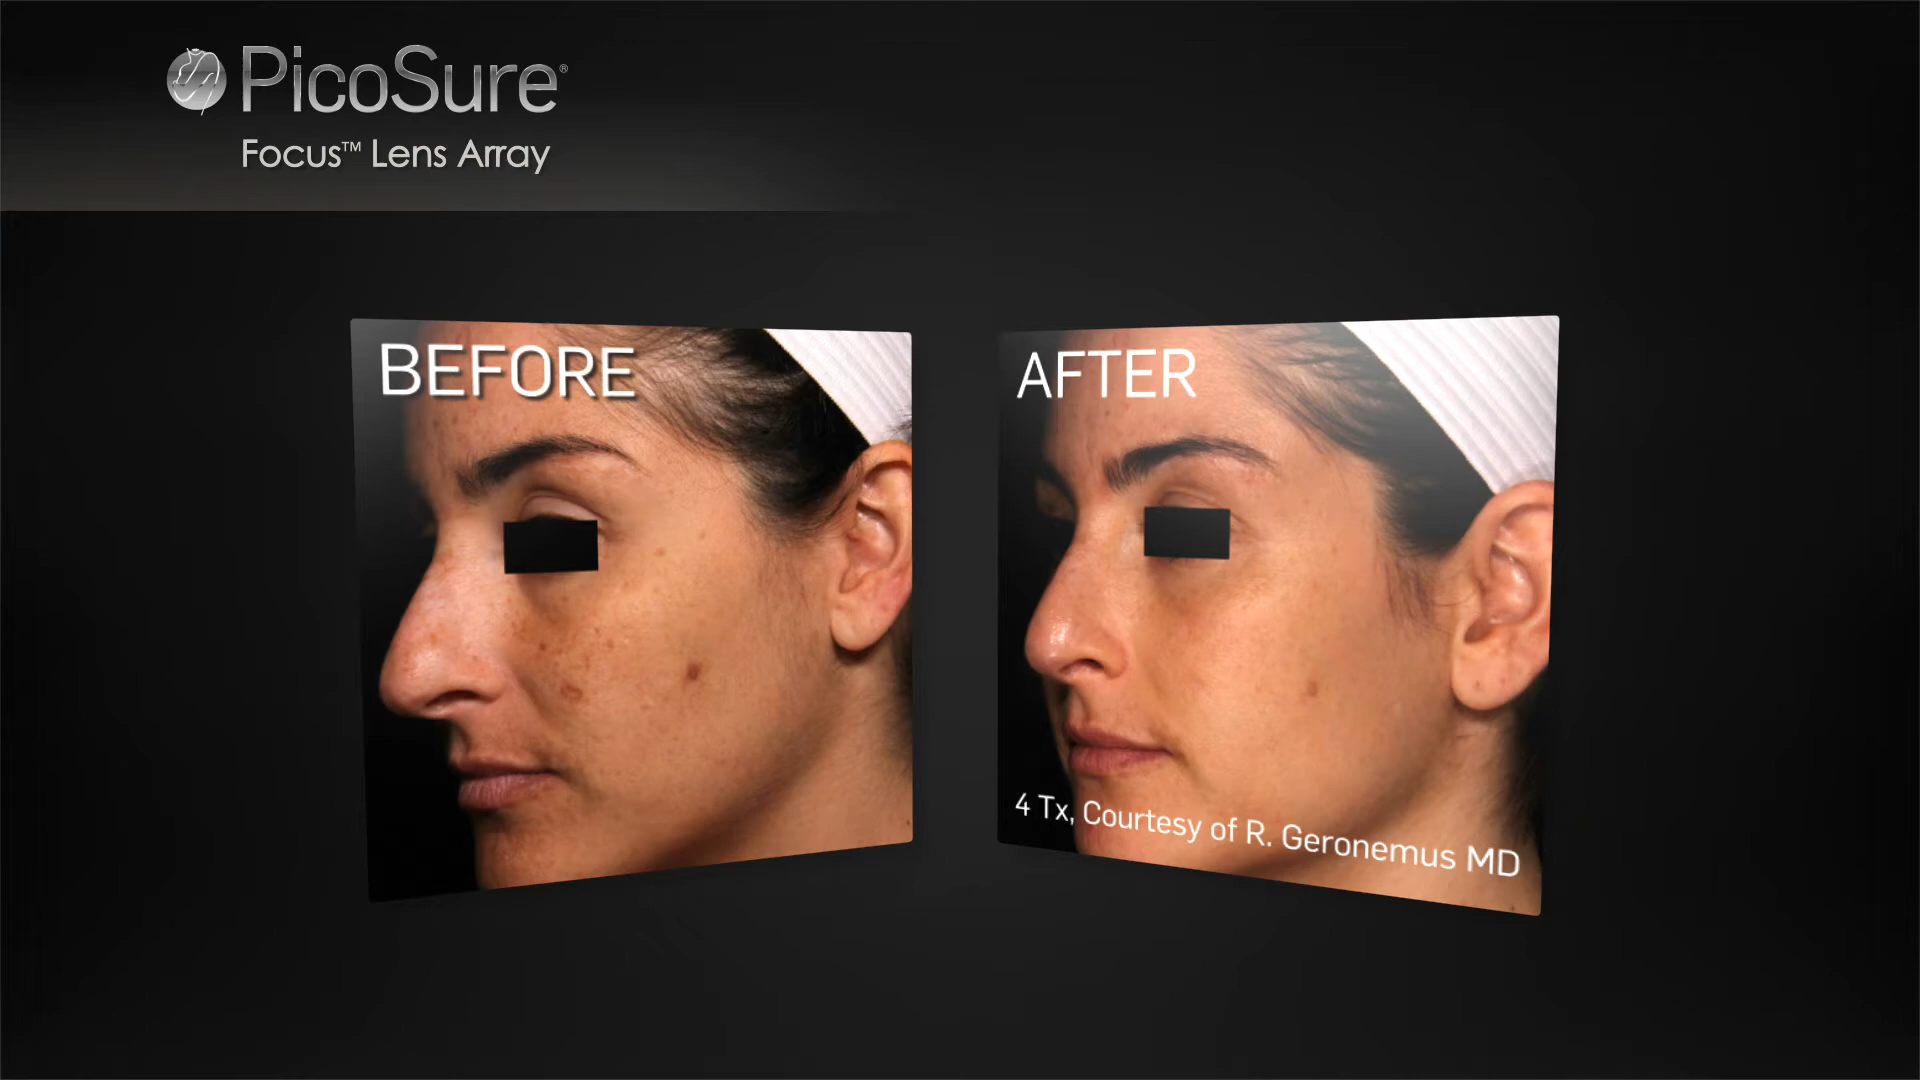 PicoSure®
Focus™ Lens Array
BEFORE
AFTER
4 Tx, Courtesy of R. Geronemus MD